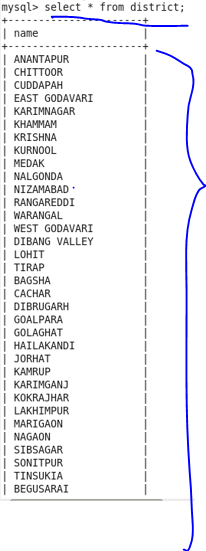 mysql> select * from district;
+----------------------+
| name                 |
+----------------------+
| ANANTAPUR            |
| CHITTOOR             |
| CUDDAPAH             |
| EAST GODAVARI        |
| KARIMNAGAR           |
| KHAMMAM              |
| KRISHNA              |
| KURNOOL              |
| MEDAK                |
| NALGONDA             |
| NIZAMABAD            |
| RANGAREDDI           |
| WARANGAL             |
| WEST GODAVARI        |
| DIBANG VALLEY        |
| LOHIT                |
| TIRAP                |
| BAGSHA               |
| CACHAR               |
| DIBRUGARH            |
| GOALPARA             |
| GOLAGHAT             |
| HAILAKANDI           |
| JORHAT               |
| KAMRUP               |
| KARIMGANJ            |
| KOKRAJHAR            |
| LAKHIMPUR            |
| MARIGAON             |
| NAGAON               |
| SIBSAGAR             |
| SONITPUR             |
| TINSUKIA             |
| BEGUSARAI            |